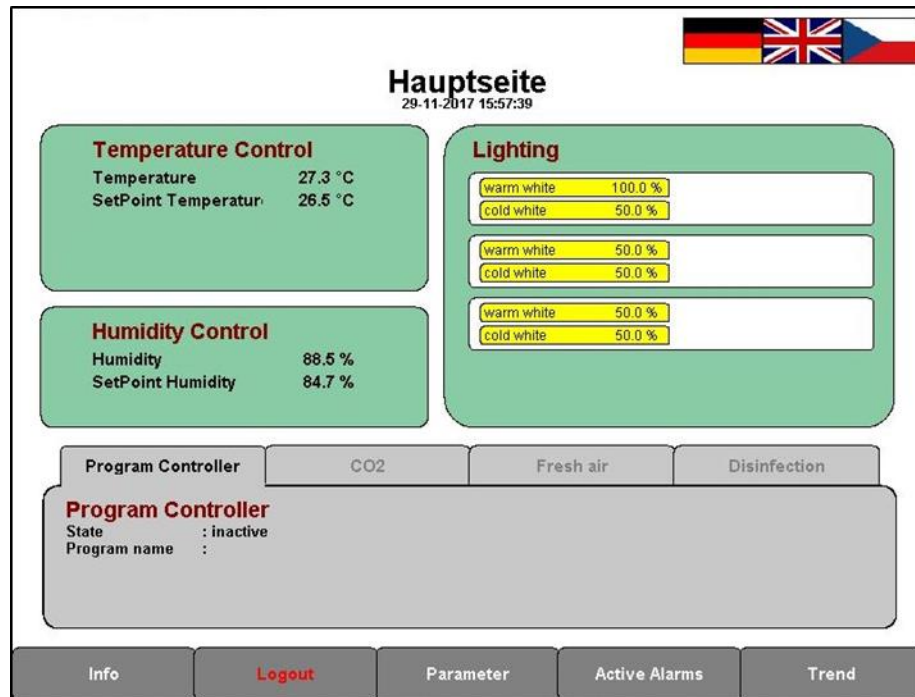 Hauptseite
29-11-2017 15:57:39
Temperature Control
Temperature 27.3 °C
SetPoint Temperatur 26.5 °C
Humidity Control
Humidity 88.5 %
SetPoint Humidity 84.7 %
Lighting
warm white 100.0 %
cold white 50.0 %
warm white 50.0 %
cold white 50.0 %
warm white 50.0 %
cold white 50.0 %
Program Controller CO2 Fresh air Disinfection
Program Controller
State : inactive
Program name :
Info Logout Parameter Active Alarms Trend